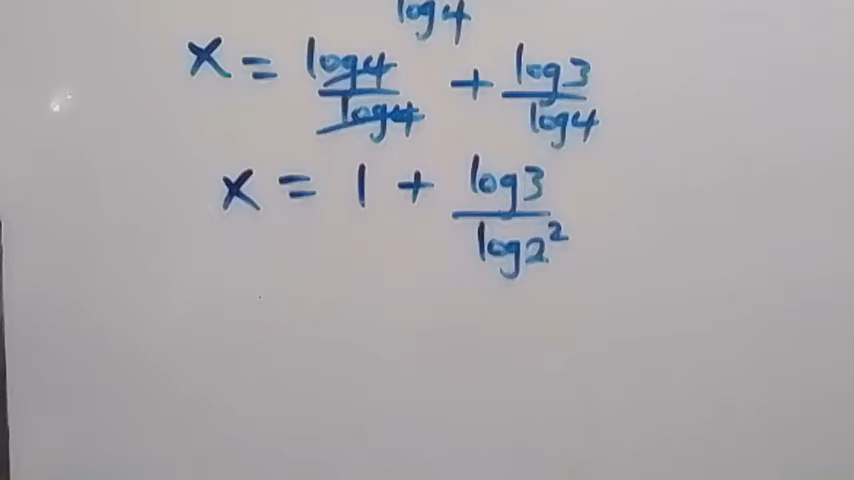 log4
x = log4/log4 + log3/log4
x = 1 + log3/log2²